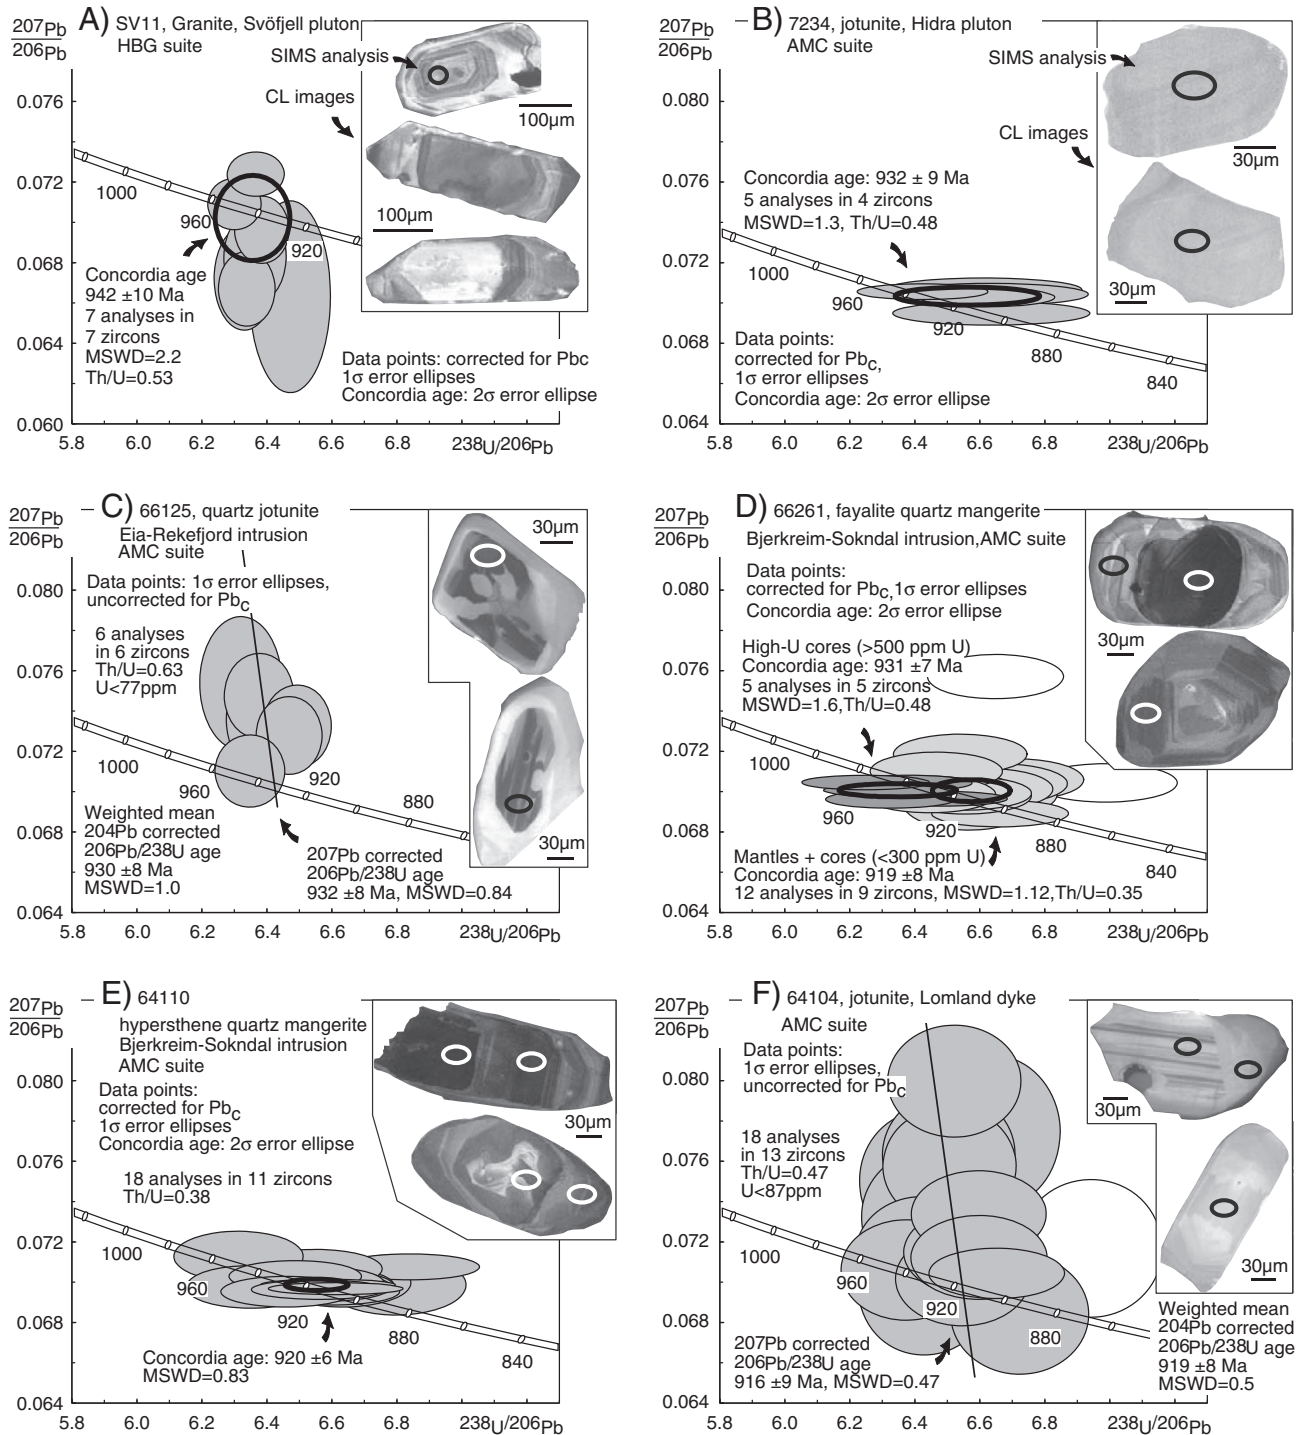 A) SV11, Granite, Svöfjell pluton
HBG suite
207Pb
206Pb
SIMS analysis
CL images
100µm
100µm
0.076
0.072
0.068
0.064
0.060
1000
960
920
Concordia age
942 ±10 Ma
7 analyses in
7 zircons
MSWD=2.2
Th/U=0.53
Data points: corrected for Pbc
1σ error ellipses
Concordia age: 2σ error ellipse
5.8 6.0 6.2 6.4 6.6 6.8 238U/206Pb
B) 7234, jotunite, Hidra pluton
AMC suite
207Pb
206Pb
SIMS analysis
CL images
30µm
30µm
0.080
0.076
0.072
0.068
0.064
Concordia age: 932 ± 9 Ma
5 analyses in 4 zircons
MSWD=1.3, Th/U=0.48
1000
960
920
880
840
Data points:
corrected for Pbc,
1σ error ellipses
Concordia age: 2σ error ellipse
5.8 6.0 6.2 6.4 6.6 6.8 238U/206Pb
C) 66125, quartz jotunite
Eia-Rekefjord intrusion
AMC suite
207Pb
206Pb
Data points: 1σ error ellipses,
uncorrected for Pbc
6 analyses
in 6 zircons
Th/U=0.63
U<77ppm
30µm
30µm
0.080
0.076
0.072
0.068
0.064
1000
960
920
880
Weighted mean
204Pb corrected
206Pb/238U age
930 ±8 Ma
MSWD=1.0
207Pb corrected
206Pb/238U age
932 ±8 Ma, MSWD=0.84
5.8 6.0 6.2 6.4 6.6 6.8 238U/206Pb
D) 66261, fayalite quartz mangerite
Bjerkreim-Sokndal intrusion,AMC suite
207Pb
206Pb
Data points:
corrected for Pbc,1σ error ellipses
Concordia age: 2σ error ellipse
High-U cores (>500 ppm U)
Concordia age: 931 ±7 Ma
5 analyses in 5 zircons
MSWD=1.6,Th/U=0.48
30µm
0.080
0.076
0.072
0.068
0.064
1000
960
920
880
840
Mantles + cores (<300 ppm U)
Concordia age: 919 ±8 Ma
12 analyses in 9 zircons, MSWD=1.12,Th/U=0.35
5.8 6.0 6.2 6.4 6.6 6.8 238U/206Pb
E) 64110
hypersthene quartz mangerite
Bjerkreim-Sokndal intrusion
AMC suite
207Pb
206Pb
Data points:
corrected for Pbc
1σ error ellipses
Concordia age: 2σ error ellipse
18 analyses in 11 zircons
Th/U=0.38
30µm
0.080
0.076
0.072
0.068
0.064
1000
960
920
880
840
Concordia age: 920 ±6 Ma
MSWD=0.83
5.8 6.0 6.2 6.4 6.6 6.8 238U/206Pb
F) 64104, jotunite, Lomland dyke
AMC suite
207Pb
206Pb
Data points:
1σ error ellipses,
uncorrected for Pbc
18 analyses
in 13 zircons
Th/U=0.47
U<87ppm
30µm
30µm
0.080
0.076
0.072
0.068
0.064
1000
960
920
880
207Pb corrected
206Pb/238U age
916 ±9 Ma, MSWD=0.47
Weighted mean
204Pb corrected
206Pb/238U age
919 ±8 Ma
MSWD=0.5
5.8 6.0 6.2 6.4 6.6 6.8 238U/206Pb